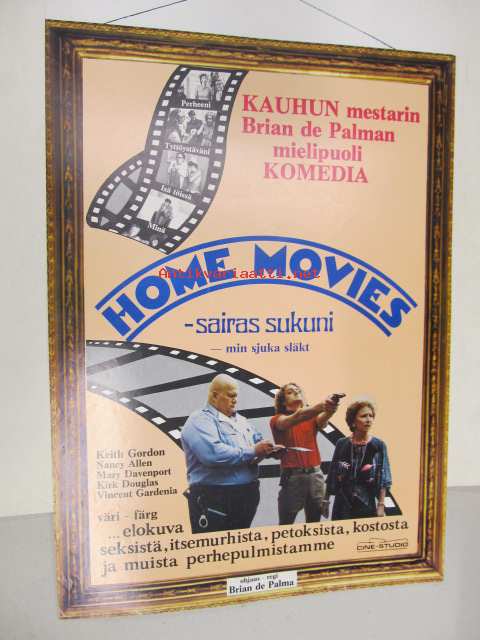 KAUHUN mestarin
Brian de Palman
mielipuoli
KOMEDIA
Perheeni
Tyttöystäväni
Isä töissä
Minä
HOME MOVIES
Antikvariaatti.net
-sairas sukuni
— min sjuka släkt
Keith Gordon
Nancy Allen
Mary Davenport
Kirk Douglas
Vincent Gardenia
väri - färg
...elokuva
seksistä, itsemurhista, petoksista, kostosta
ja muista perhepulmistamme
CINE-STUDIO
ohjaus regi
Brian de Palma